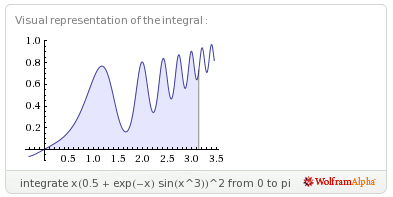 Visual representation of the integral :
1.0
0.8
0.6
0.4
0.2
0.5 1.0 1.5 2.0 2.5 3.0 3.5
integrate x(0.5 + exp(−x) sin(x^3))^2 from 0 to pi WolframAlpha